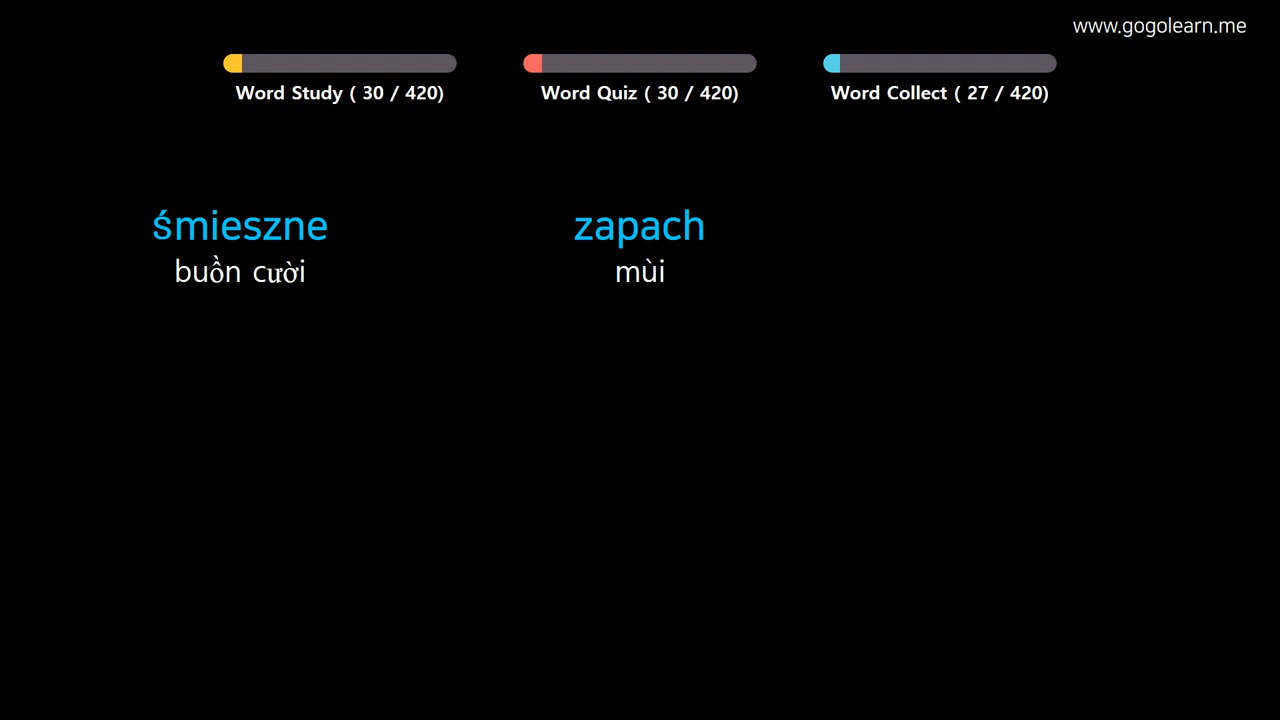 www.gogolearn.me
Word Study ( 30 / 420)
Word Quiz ( 30 / 420)
Word Collect ( 27 / 420)
śmieszne
buồn cười
zapach
mùi